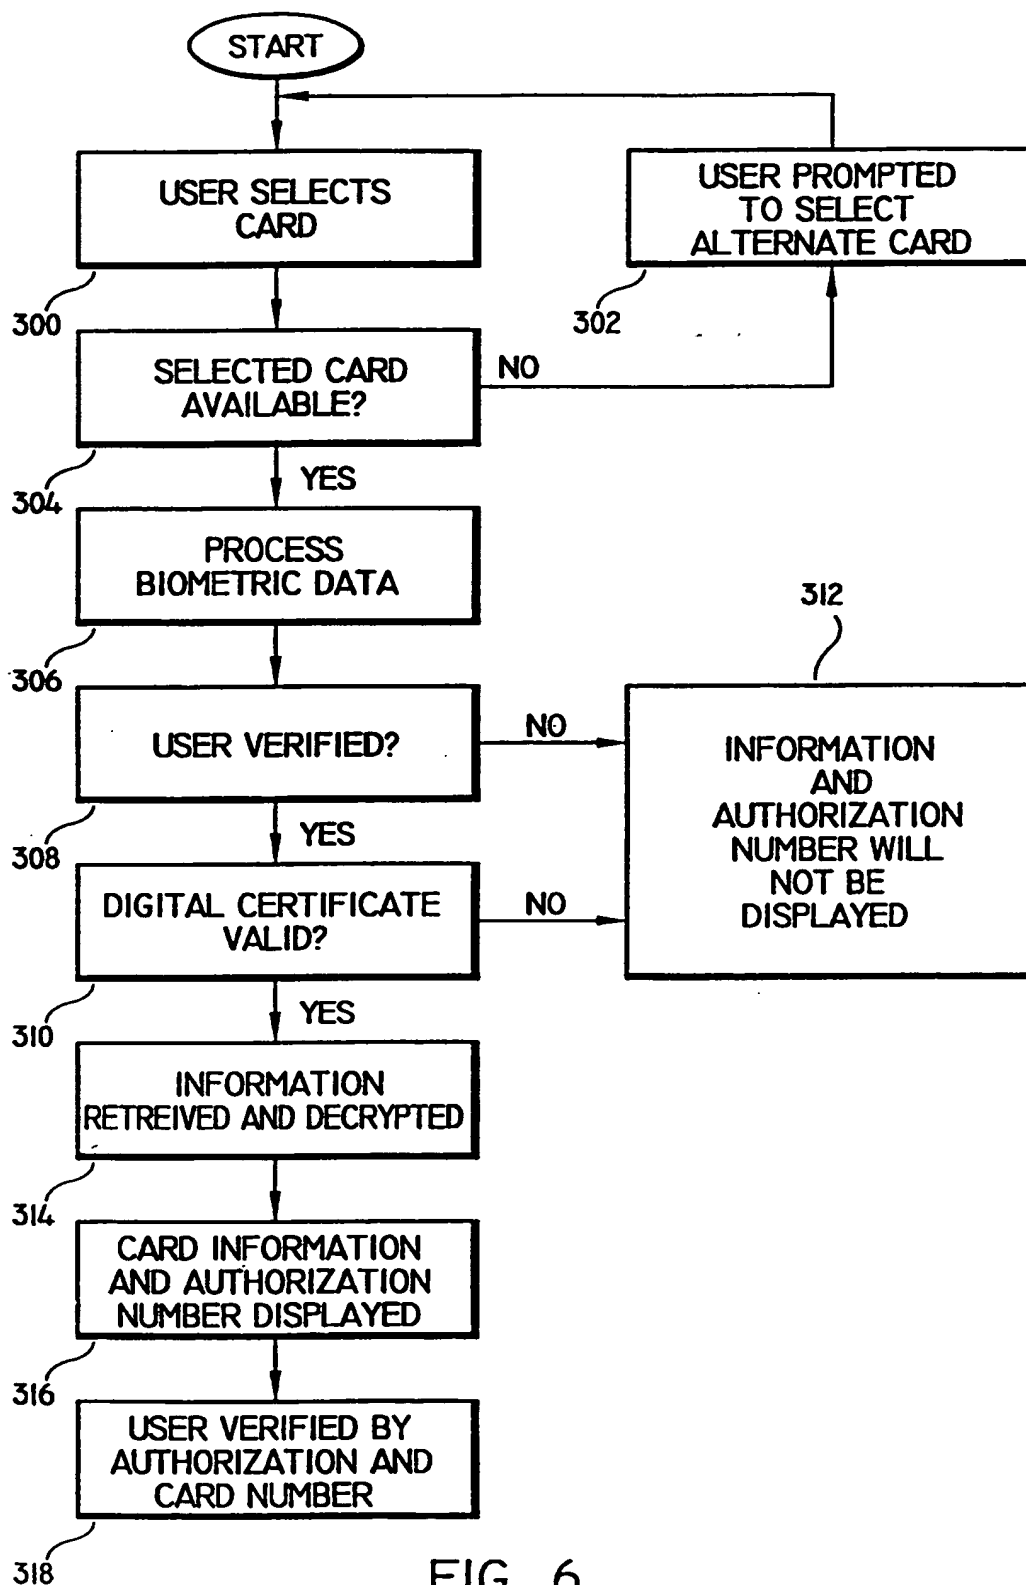 START
USER SELECTS
CARD
300
USER PROMPTED
TO SELECT
ALTERNATE CARD
302
SELECTED CARD
AVAILABLE?
NO
304
YES
PROCESS
BIOMETRIC DATA
306
USER VERIFIED?
NO
312
INFORMATION
AND
AUTHORIZATION
NUMBER WILL
NOT BE
DISPLAYED
308
YES
DIGITAL CERTIFICATE
VALID?
NO
310
YES
INFORMATION
RETREIVED AND DECRYPTED
314
CARD INFORMATION
AND AUTHORIZATION
NUMBER DISPLAYED
316
USER VERIFIED BY
AUTHORIZATION AND
CARD NUMBER
318
FIG. 6